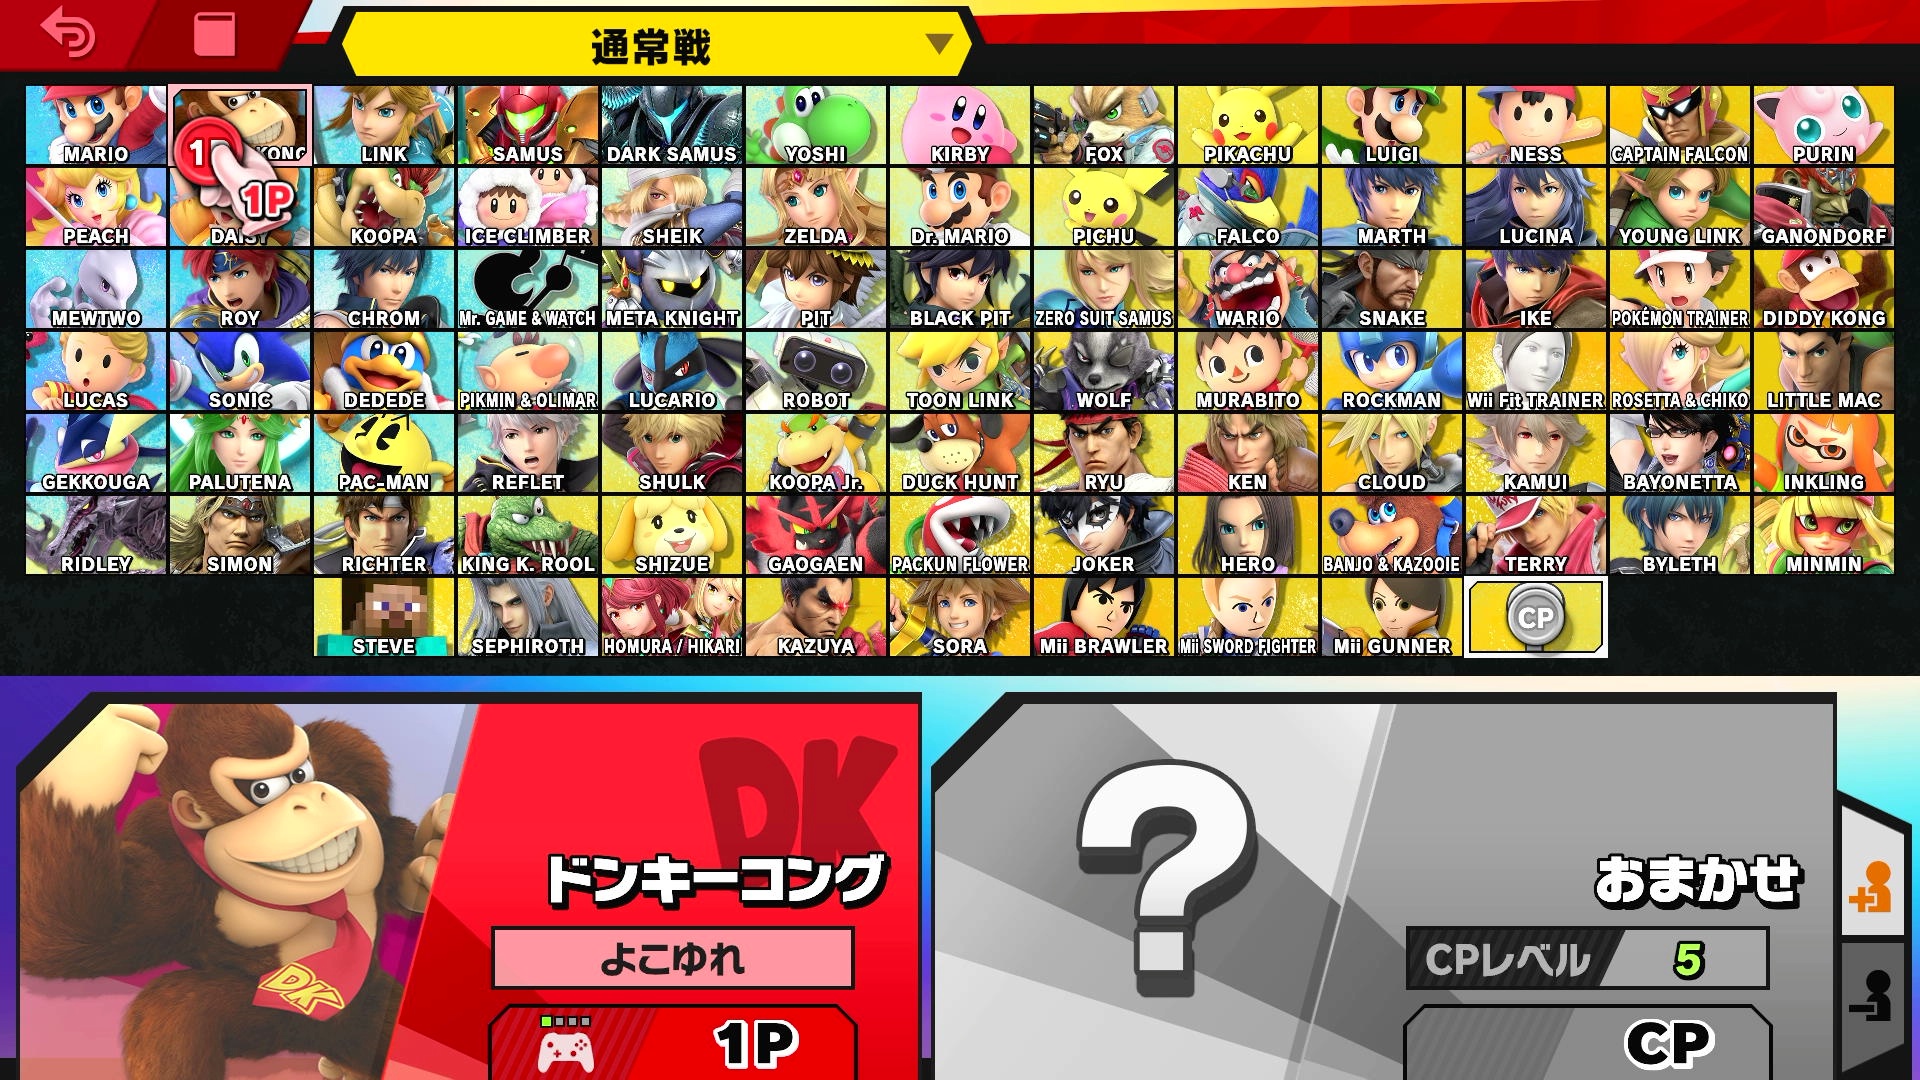 通常戦
MARIO
1P KONG
LINK
SAMUS
DARK SAMUS
YOSHI
KIRBY
FOX
PIKACHU
LUIGI
NESS
CAPTAIN FALCON
PURIN
1P
PEACH
DAISY
KOOPA
ICE CLIMBER
SHEIK
ZELDA
Dr. MARIO
PICHU
FALCO
MARTH
LUCINA
YOUNG LINK
GANONDORF
MEWTWO
ROY
CHROM
Mr. GAME & WATCH
META KNIGHT
PIT
BLACK PIT
ZERO SUIT SAMUS
WARIO
SNAKE
IKE
POKÉMON TRAINER
DIDDY KONG
LUCAS
SONIC
DEDEDE
PIKMIN & OLIMAR
LUCARIO
ROBOT
TOON LINK
WOLF
MURABITO
ROCKMAN
Wii Fit TRAINER
ROSETTA & CHIKO
LITTLE MAC
GEKKOUGA
PALUTENA
PAC-MAN
REFLET
SHULK
KOOPA Jr.
DUCK HUNT
RYU
KEN
CLOUD
KAMUI
BAYONETTA
INKLING
RIDLEY
SIMON
RICHTER
KING K. ROOL
SHIZUE
GAOGAEN
PACKUN FLOWER
JOKER
HERO
BANJO & KAZOOIE
TERRY
BYLETH
MINMIN
STEVE
SEPHIROTH
HOMURA / HIKARI
KAZUYA
SORA
Mii BRAWLER
Mii SWORD FIGHTER
Mii GUNNER
CP
DK
ドンキーコング
よこゆれ
DK
1P
?
おまかせ
CPレベル 5
CP